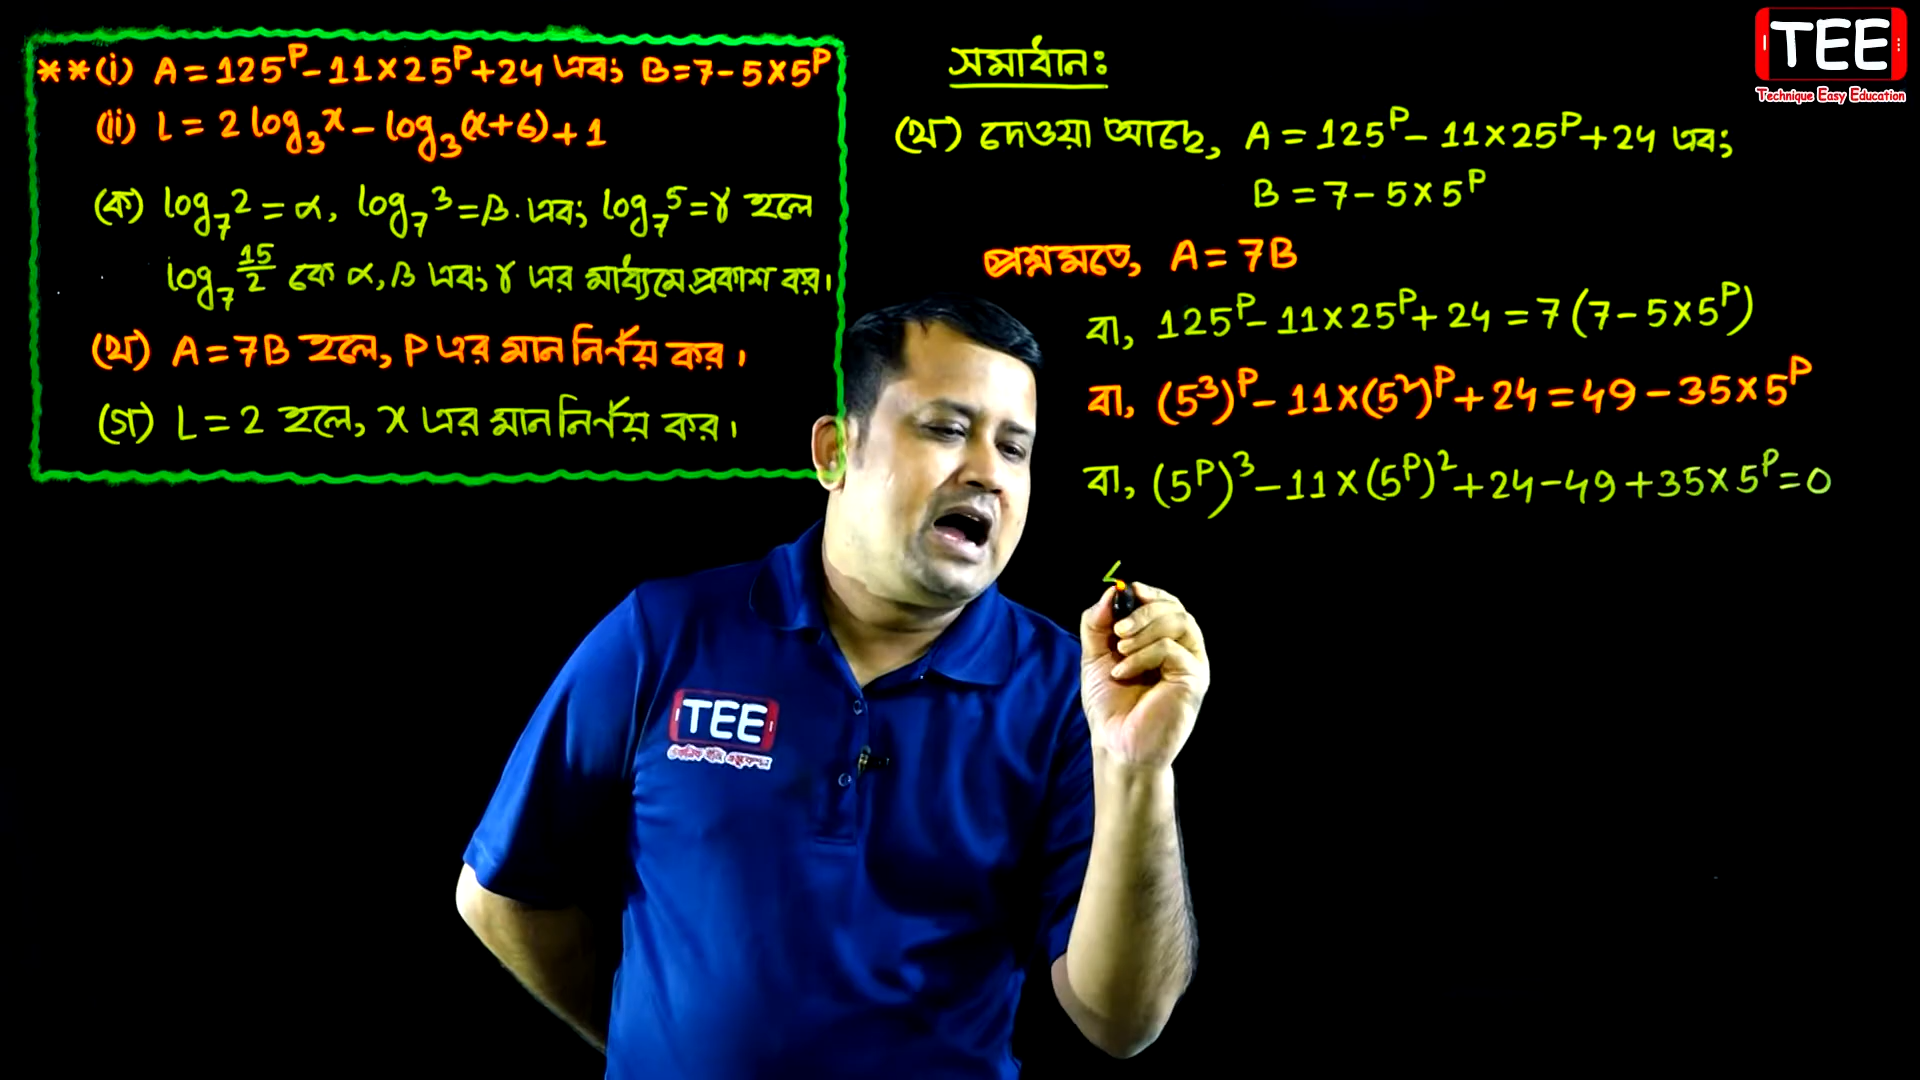 **(i) A = 125^P - 11×25^P + 24 এবং B = 7 - 5×5^P
(ii) L = 2 log₃x - log₃(x+6) + 1
(ক) log₇2 = α, log₇3 = β. এবং log₇5 = γ হলে
log₇ 15/2 কে α, β এবং γ এর মাধ্যমে প্রকাশ কর।
(খ) A = 7B হলে, P এর মান নির্ণয় কর।
(গ) L = 2 হলে, x এর মান নির্ণয় কর।
সমাধানঃ
(খ) দেওয়া আছে, A = 125^P - 11×25^P + 24 এবং
B = 7 - 5×5^P
প্রশ্নমতে, A = 7B
বা, 125^P - 11×25^P + 24 = 7(7 - 5×5^P)
বা, (5³)^P - 11×(5²)^P + 24 = 49 - 35×5^P
বা, (5^P)³ - 11×(5^P)² + 24 - 49 + 35×5^P = 0
TEE
Technique Easy Education
TEE
টেকনিক ইজি এডুকেশন